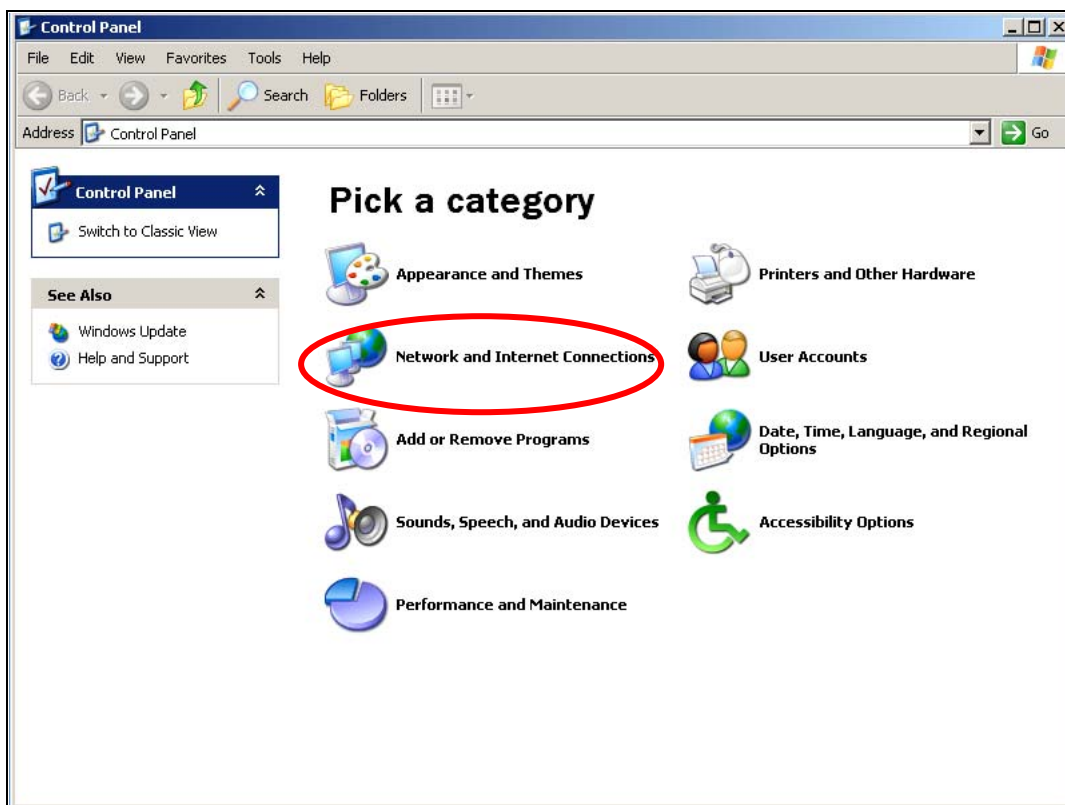 Control Panel
File Edit View Favorites Tools Help
Back Search Folders
Address Control Panel Go
Control Panel
Switch to Classic View
See Also
Windows Update
Help and Support
Pick a category
Appearance and Themes
Printers and Other Hardware
Network and Internet Connections
User Accounts
Add or Remove Programs
Date, Time, Language, and Regional
Options
Sounds, Speech, and Audio Devices
Accessibility Options
Performance and Maintenance